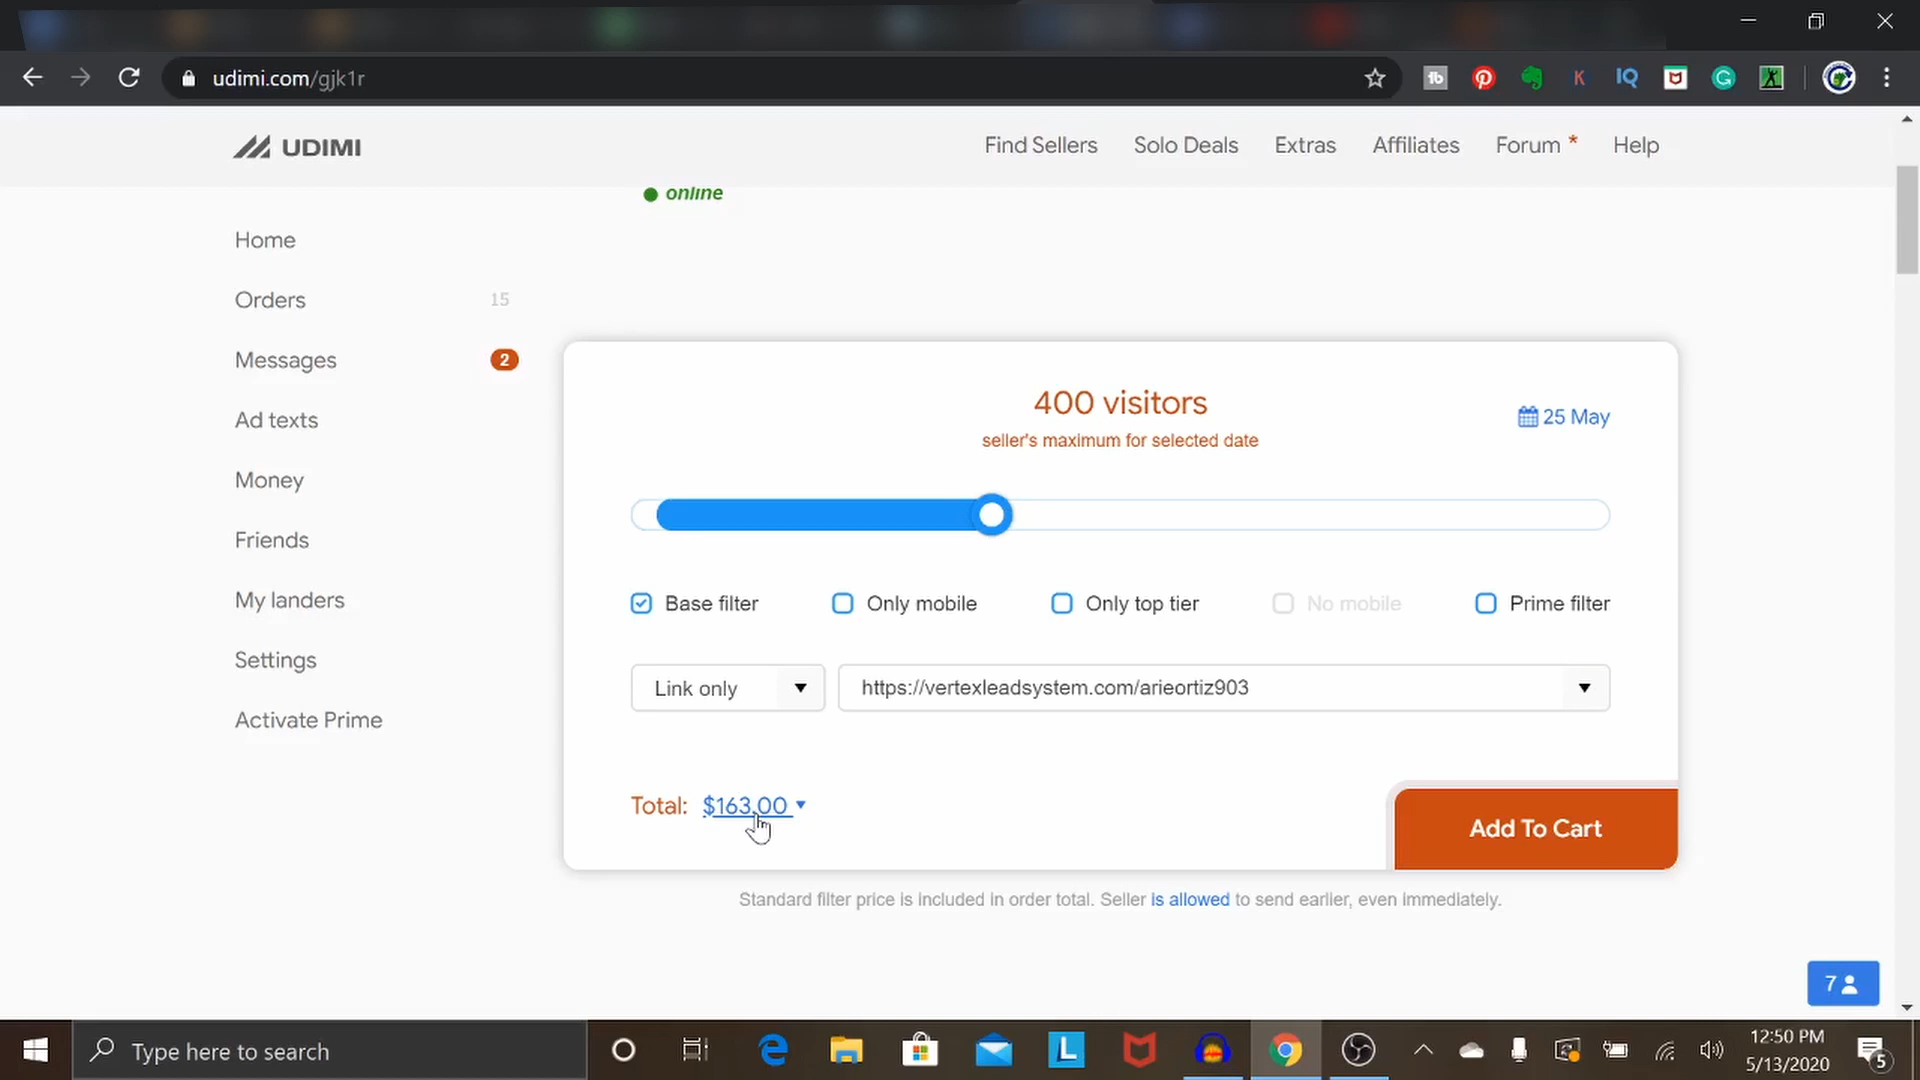 udimi.com/gjk1r
UDIMI
Find Sellers
Solo Deals
Extras
Affiliates
Forum *
Help
online
Home
Orders 15
Messages 2
Ad texts
Money
Friends
My landers
Settings
Activate Prime
400 visitors
seller's maximum for selected date
25 May
Base filter
Only mobile
Only top tier
No mobile
Prime filter
Link only
https://vertexleadsystem.com/arieortiz903
Total: $163.00
Add To Cart
Standard filter price is included in order total. Seller is allowed to send earlier, even immediately.
7
Type here to search
12:50 PM
5/13/2020
5